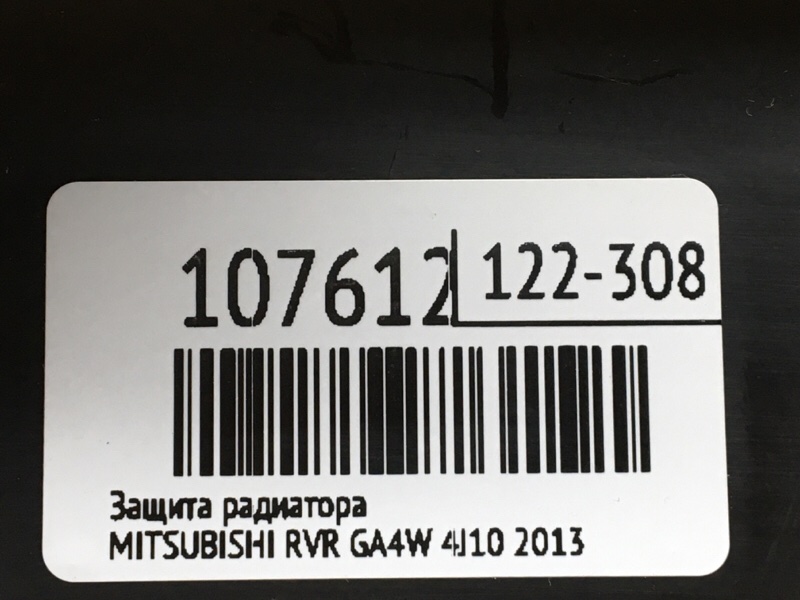 107612 122-308
Защита радиатора
MITSUBISHI RVR GA4W 4J10 2013